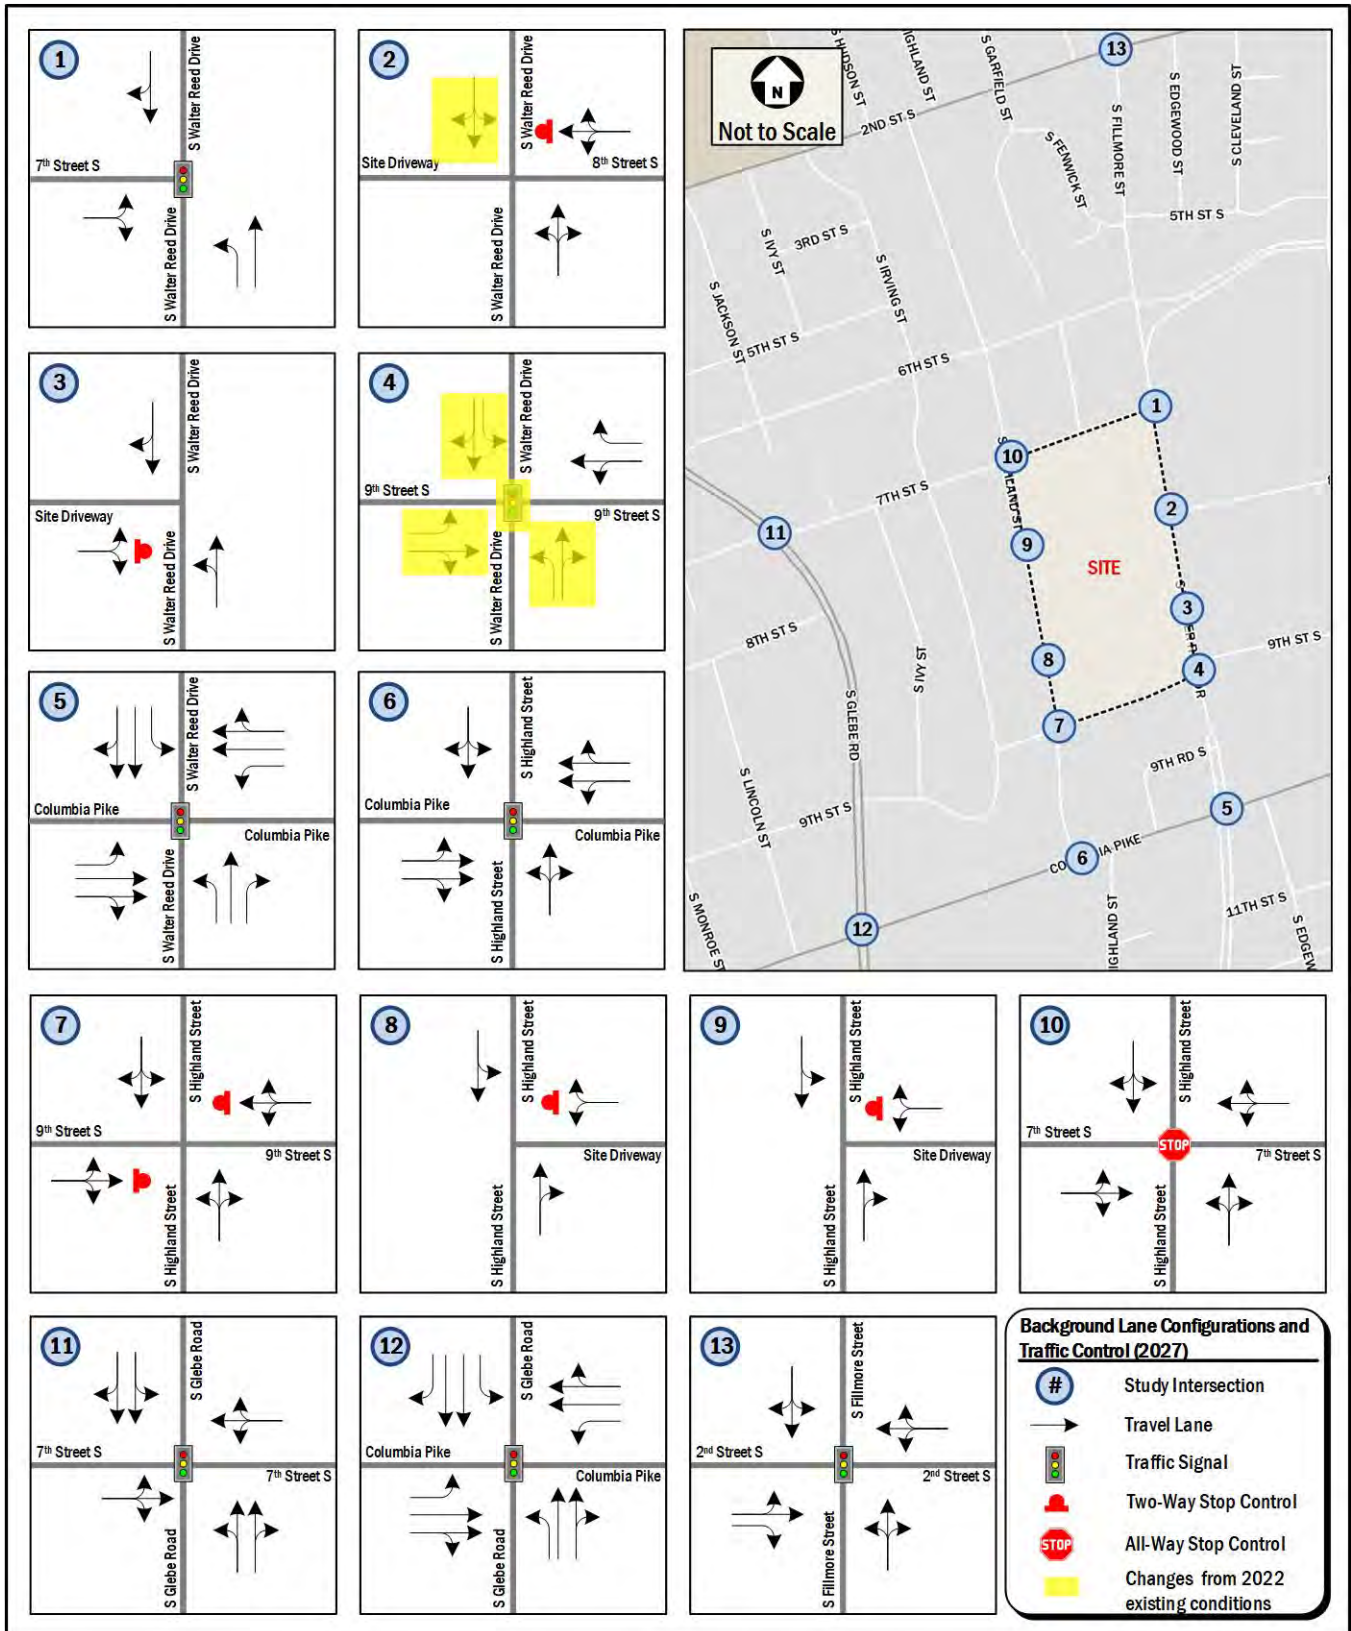 1
S Walter Reed Drive
7th Street S
S Walter Reed Drive
2
S Walter Reed Drive
Site Driveway
8th Street S
S Walter Reed Drive
3
S Walter Reed Drive
Site Driveway
S Walter Reed Drive
4
S Walter Reed Drive
9th Street S
9th Street S
S Walter Reed Drive
5
S Walter Reed Drive
Columbia Pike
Columbia Pike
S Walter Reed Drive
6
S Highland Street
Columbia Pike
Columbia Pike
S Highland Street
N
Not to Scale
S HUDSON ST
IGHLAND ST
S GARFIELD ST
13
S EDGEWOOD ST
S CLEVELAND ST
2ND ST S
S FILLMORE ST
S FENWICK ST
5TH ST S
S IVY ST
3RD ST S
S IRVING ST
S JACKSON ST
5TH ST S
6TH ST S
1
10
7TH ST S
2
11
9
SITE
3
8TH ST S
S IVY ST
8
9TH ST S
4
7
S GLEBE RD
S LINCOLN ST
9TH RD S
9TH ST S
5
6
PIKE
12
S MONROE ST
IGHLAND ST
11TH ST S
S EDGEW
7
S Highland Street
9th Street S
9th Street S
S Highland Street
8
S Highland Street
Site Driveway
S Highland Street
9
S Highland Street
Site Driveway
S Highland Street
10
S Highland Street
7th Street S
STOP
7th Street S
S Highland Street
11
S Glebe Road
7th Street S
7th Street S
S Glebe Road
12
S Glebe Road
Columbia Pike
Columbia Pike
S Glebe Road
13
S Fillmore Street
2nd Street S
2nd Street S
S Fillmore Street
Background Lane Configurations and
Traffic Control (2027)
# Study Intersection
Travel Lane
Traffic Signal
Two-Way Stop Control
STOP All-Way Stop Control
Changes from 2022
existing conditions